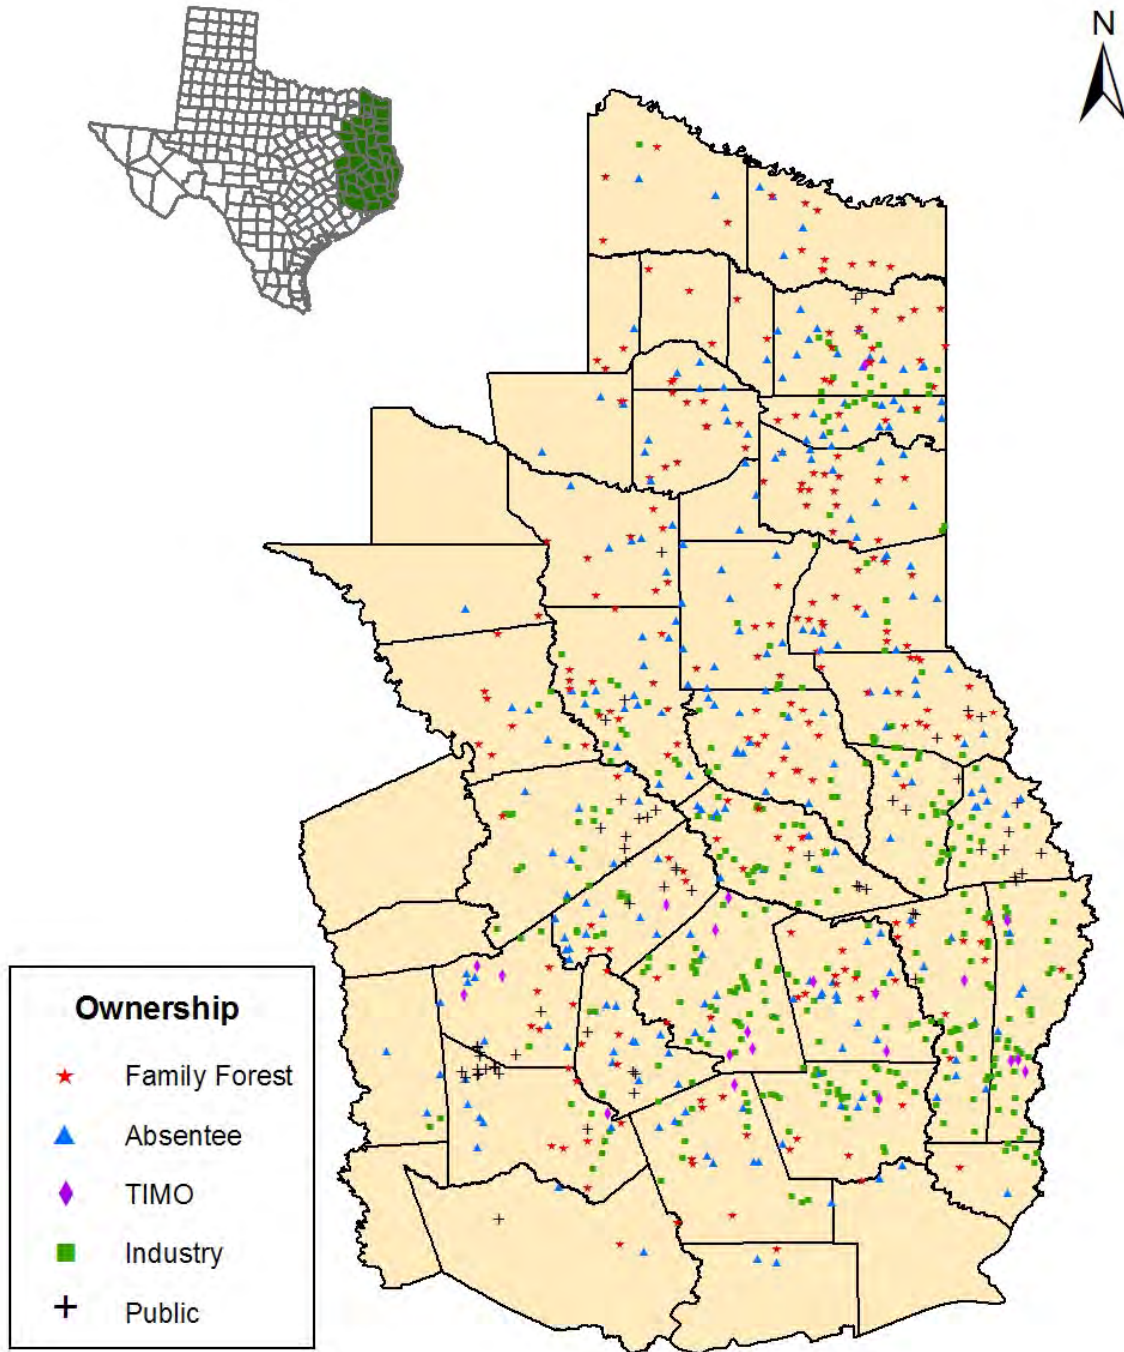 N
Ownership
Family Forest
Absentee
TIMO
Industry
Public